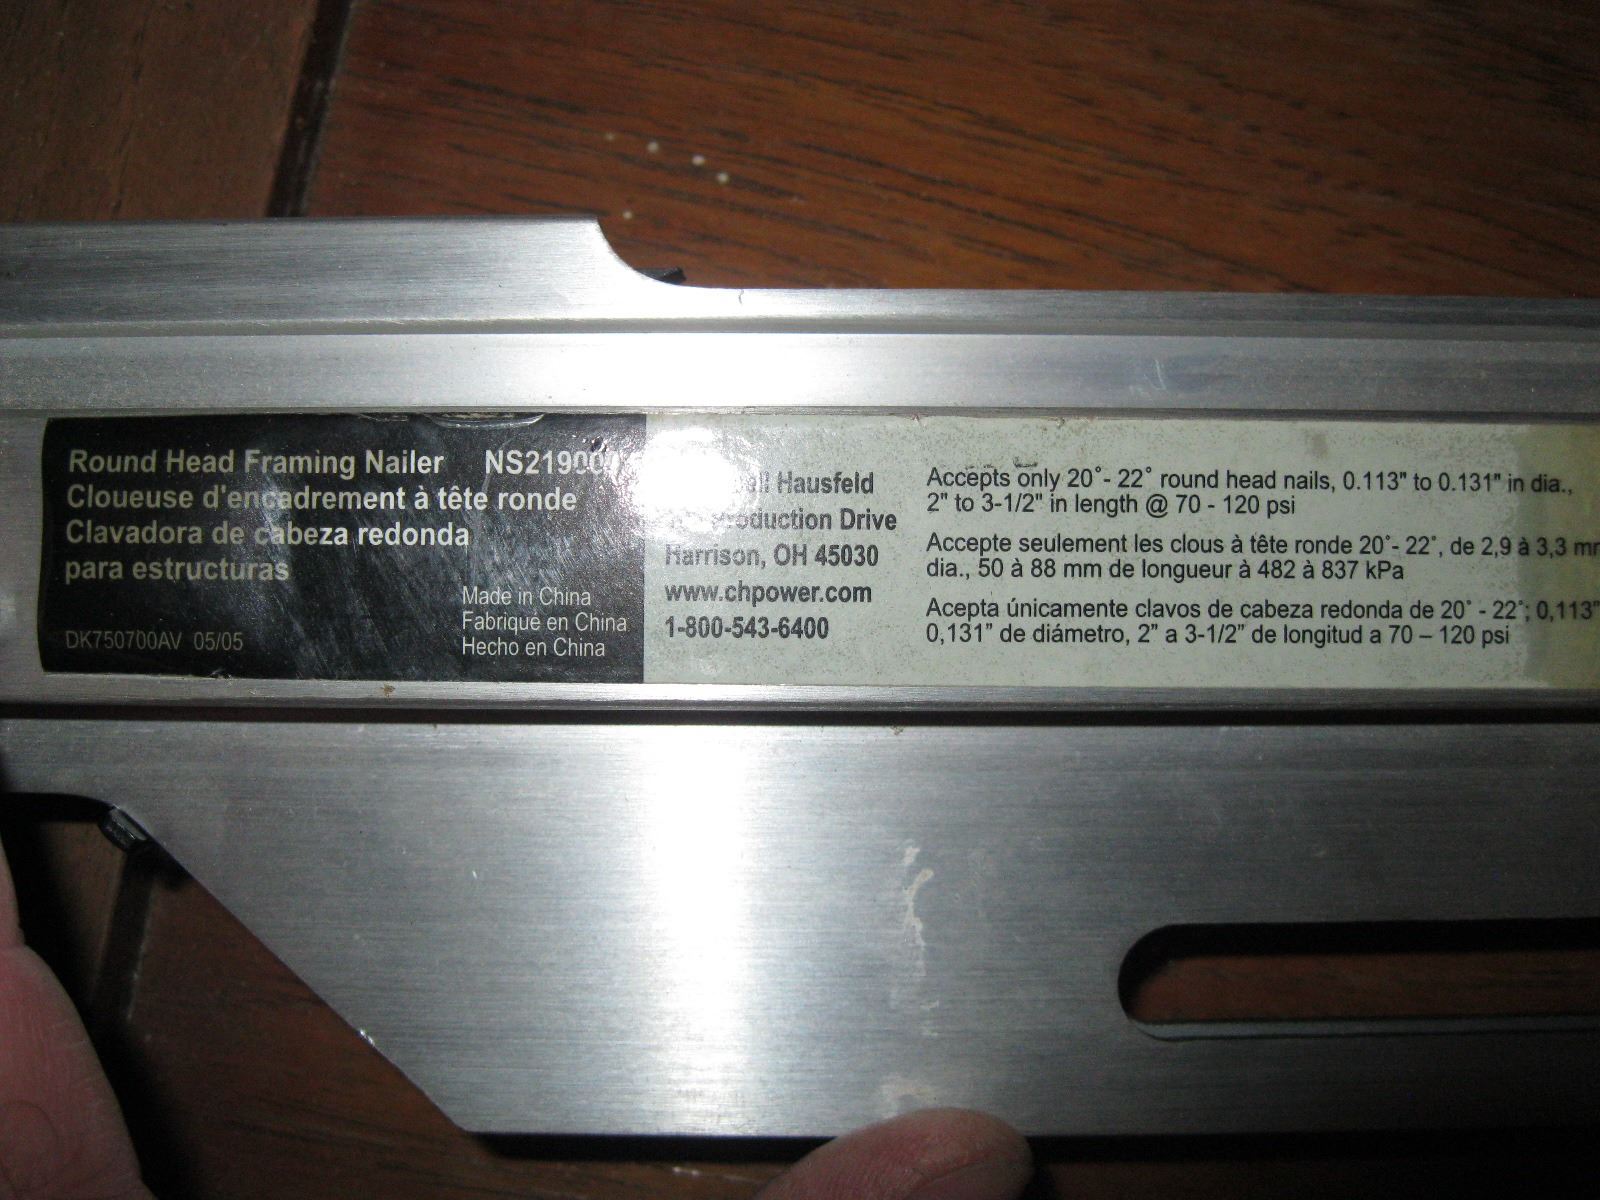 Round Head Framing Nailer NS21900
Cloueuse d'encadrement à tête ronde
Clavadora de cabeza redonda
para estructuras
Made in China
Fabriqué en China
Hecho en China
DK750700AV 05/05
Hausfeld
Production Drive
Harrison, OH 45030
www.chpower.com
1-800-543-6400
Accepts only 20˚- 22˚ round head nails, 0.113" to 0.131" in dia.,
2" to 3-1/2" in length @ 70 - 120 psi
Accepte seulement les clous à tête ronde 20˚- 22˚, de 2,9 à 3,3 mm
dia., 50 à 88 mm de longueur à 482 à 837 kPa
Acepta únicamente clavos de cabeza redonda de 20˚ - 22˚; 0,113"
0,131” de diámetro, 2” a 3-1/2” de longitud a 70 – 120 psi